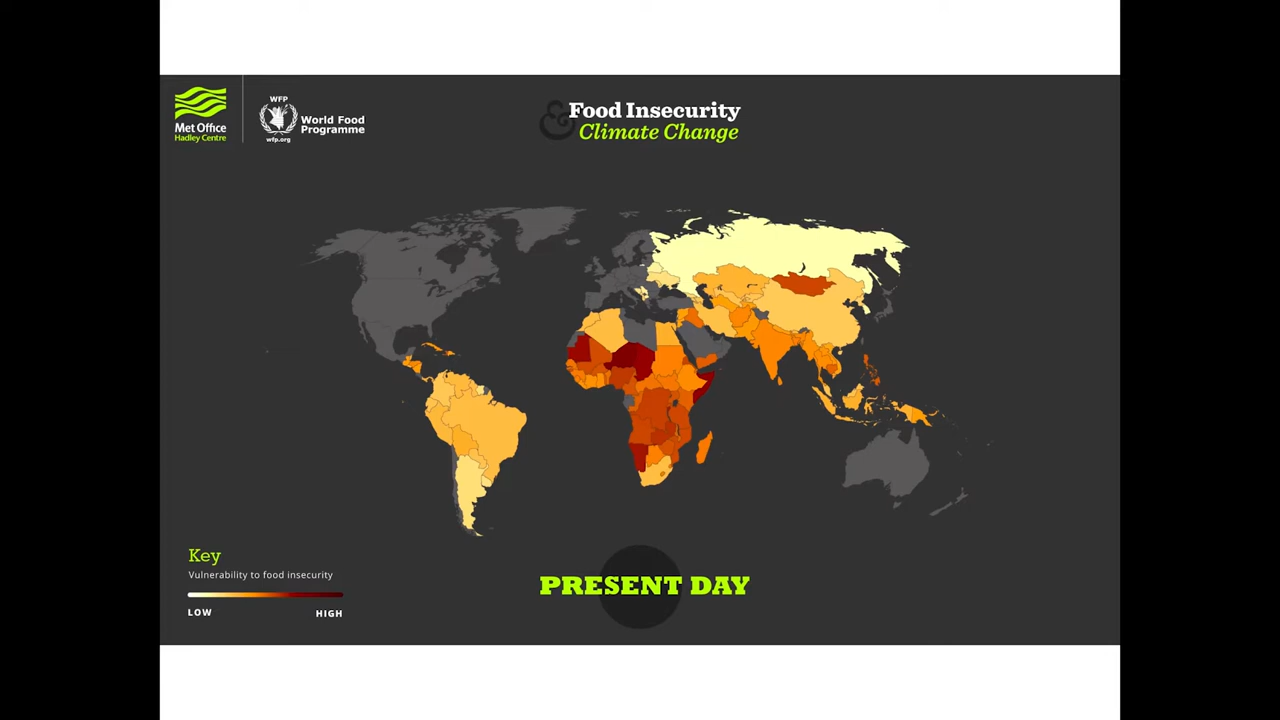 Met Office
Hadley Centre
WFP
wfp.org
World Food
Programme
&
Food Insecurity
Climate Change
Key
Vulnerability to food insecurity
LOW
HIGH
PRESENT DAY